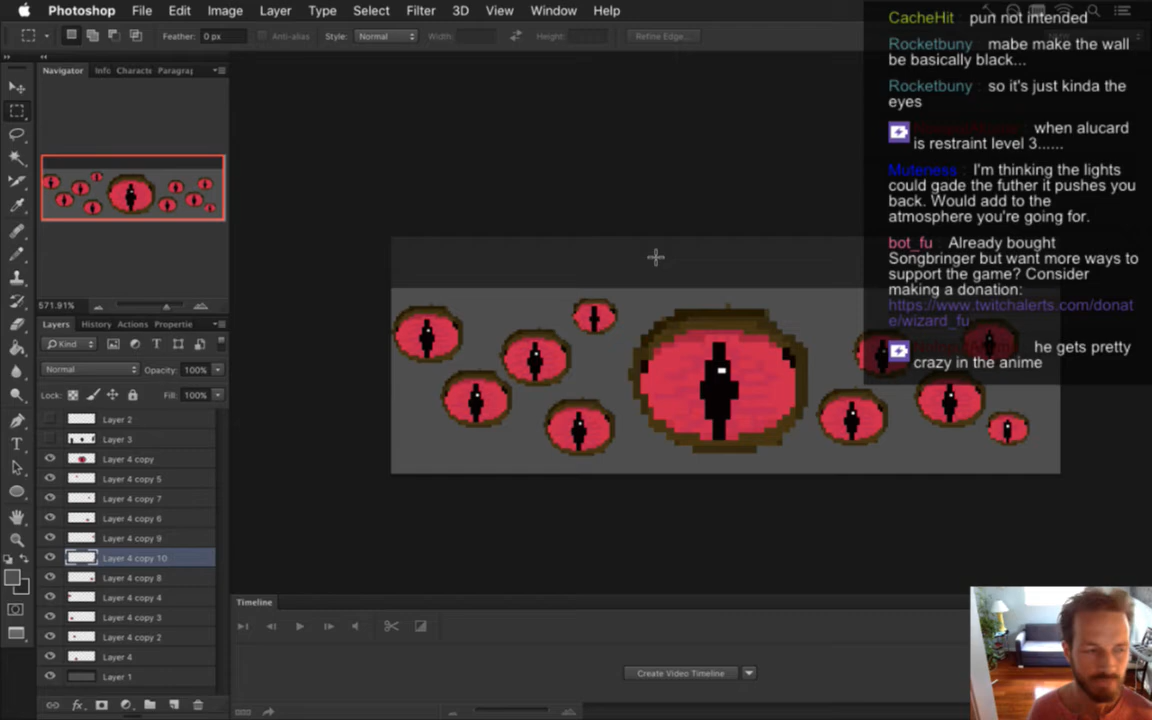 Photoshop File Edit Image Layer Type Select Filter 3D View Window Help
Feather: 0 px Anti-alias Style: Normal Width: Height: Refine Edge...
Navigator Info Characte Paragraj
571.91%
Layers History Actions Propertie
Kind
Normal Opacity: 100%
Lock: Fill: 100%
Layer 2
Layer 3
Layer 4 copy
Layer 4 copy 5
Layer 4 copy 7
Layer 4 copy 6
Layer 4 copy 9
Layer 4 copy 10
Layer 4 copy 8
Layer 4 copy 4
Layer 4 copy 3
Layer 4 copy 2
Layer 4
Layer 1
Timeline
Create Video Timeline
CacheHit pun not intended
Rocketbuny mabe make the wall
be basically black...
Rocketbuny : so it's just kinda the
eyes
when alucard
is restraint level 3......
Muteness : I'm thinking the lights
could gade the futher it pushes you
back. Would add to the
atmosphere you're going for.
bot_fu : Already bought
Songbringer but want more ways to
support the game? Consider
making a donation:
https://www.twitchalerts.com/donat
e/wizard_fu
he gets pretty
crazy in the anime